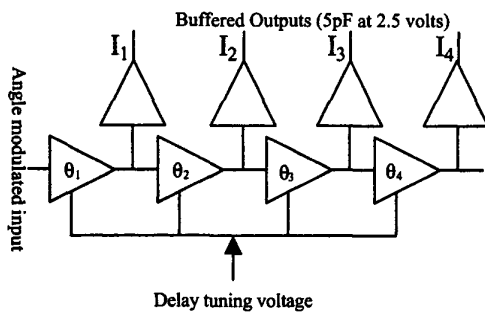 Buffered Outputs (5pF at 2.5 volts)
I1 I2 I3 I4
Angle modulated input
θ1 θ2 θ3 θ4
Delay tuning voltage